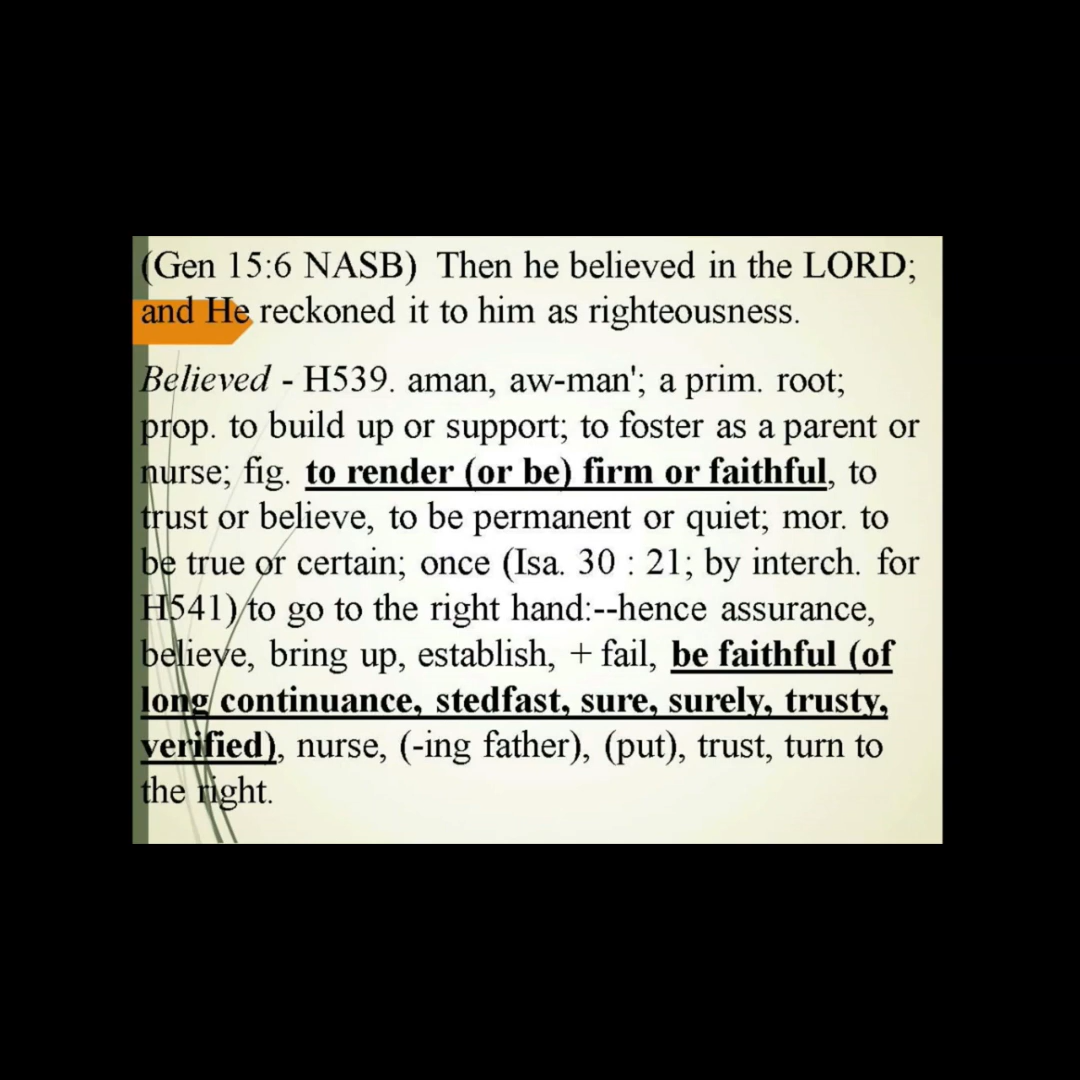 (Gen 15:6 NASB) Then he believed in the LORD;
and He reckoned it to him as righteousness.
Believed - H539. aman, aw-man'; a prim. root;
prop. to build up or support; to foster as a parent or
nurse; fig. to render (or be) firm or faithful, to
trust or believe, to be permanent or quiet; mor. to
be true or certain; once (Isa. 30 : 21; by interch. for
H541) to go to the right hand:--hence assurance,
believe, bring up, establish, + fail, be faithful (of
long continuance, stedfast, sure, surely, trusty,
verified), nurse, (-ing father), (put), trust, turn to
the right.